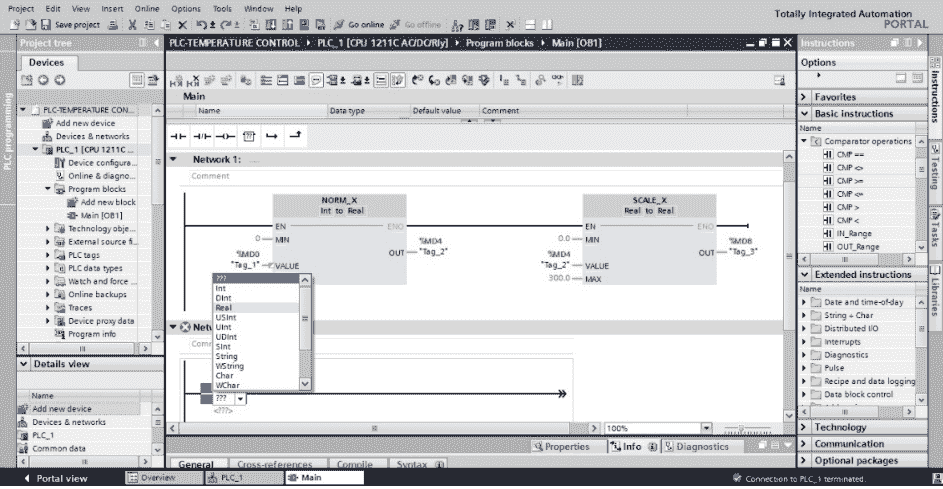 Project Edit View Insert Online Options Tools Window Help
Totally Integrated Automation
PORTAL
Save project
Go online
Go offline
Project tree
PLC-TEMPERATURE CONTROL PLC_1 [CPU 1211C AC/DC/Rly] Program blocks Main [OB1]
Instructions
Devices
Options
PLC programming
Main
Name Data type Default value Comment
PLC-TEMPERATURE CON...
Add new device
Devices & networks
PLC_1 [CPU 1211C ...
Device configura...
Online & diagno...
Program blocks
Add new block
Main [OB1]
Technology obje...
External source fi...
PLC tags
PLC data types
Watch and force ...
Online backups
Traces
Device proxy data
Program info
Details view
Name
Add new device
Devices & networks
PLC_1
Common data
Network 1: .....
Comment
NORM_X
Int to Real
EN ENO
0 MIN
%MD0
"Tag_1" VALUE
OUT
%MD4
"Tag_2"
SCALE_X
Real to Real
EN ENO
0.0 MIN
%MD4
"Tag_2" VALUE
300.0 MAX
OUT
%MD8
"Tag_3"
???
Int
DInt
Real
USInt
UInt
UDInt
SInt
String
WString
Char
WChar
Netw
Comm
???
<???>
100%
Properties Info Diagnostics
General Cross-references Compile Syntax
Favorites
Basic instructions
Name
Comparator operations
CMP ==
CMP <>
CMP >=
CMP <=
CMP >
CMP <
IN_Range
OUT_Range
Extended instructions
Name
Date and time-of-day
String + Char
Distributed I/O
Interrupts
Diagnostics
Pulse
Recipe and data logging
Data block control
Technology
Communication
Optional packages
Instructions
Testing
Tasks
Libraries
Portal view
Overview
PLC_1
Main
Connection to PLC_1 terminated.